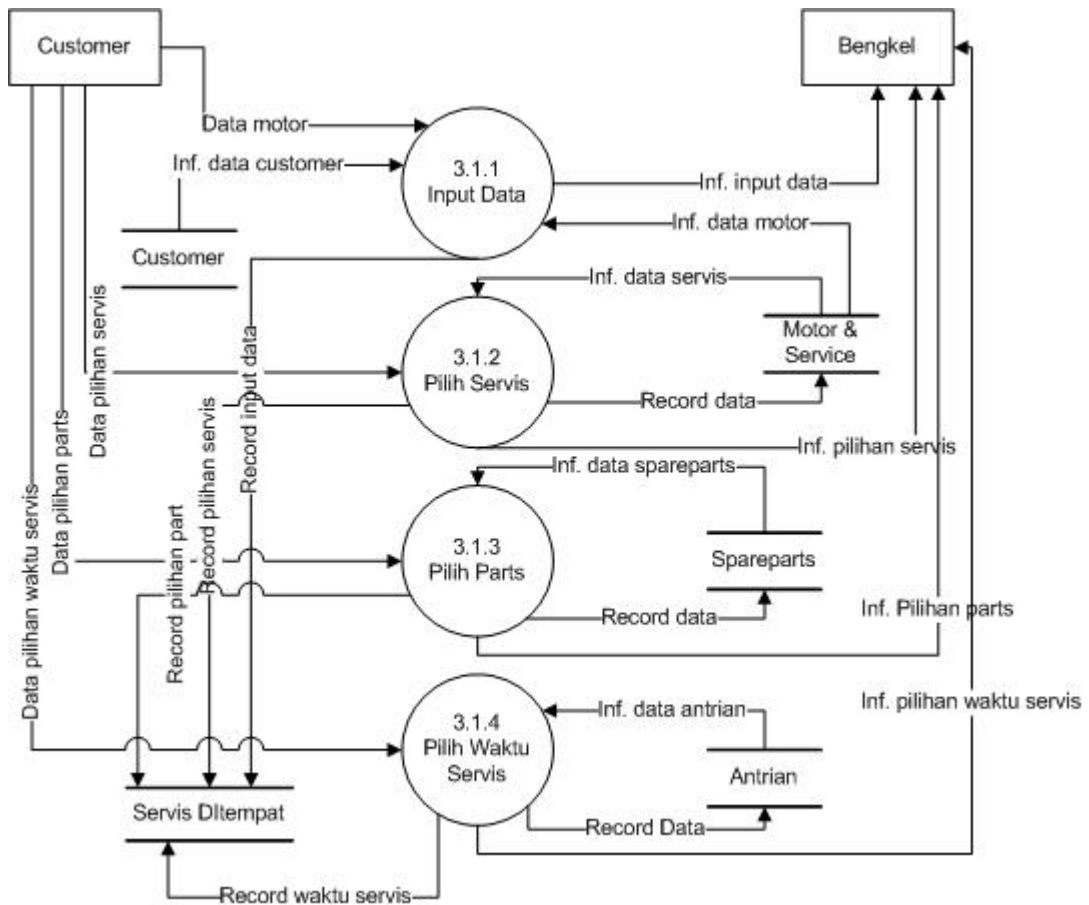 Customer
Bengkel
Data motor
Inf. data customer
3.1.1
Input Data
Inf. input data
Inf. data motor
Customer
Inf. data servis
Data pilihan servis
3.1.2
Pilih Servis
Motor &
Service
Record data
Record input data
Record pilihan servis
Inf. pilihan servis
Inf. data spareparts
Data pilihan parts
Data pilihan waktu servis
Record pilihan part
3.1.3
Pilih Parts
Spareparts
Record data
Inf. Pilihan parts
Inf. pilihan waktu servis
3.1.4
Pilih Waktu
Servis
Inf. data antrian
Antrian
Record Data
Servis DItempat
Record waktu servis